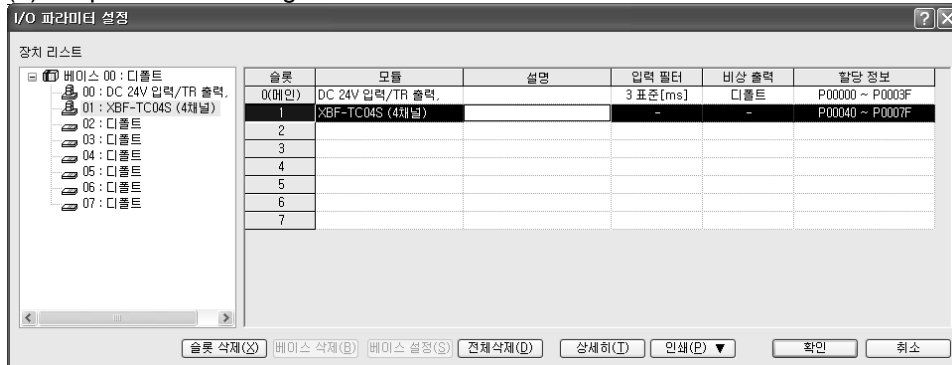 I/O 파라미터 설정
장치 리스트
베이스 00 : 디폴트
00 : DC 24V 입력/TR 출력,
01 : XBF-TC04S (4채널)
02 : 디폴트
03 : 디폴트
04 : 디폴트
05 : 디폴트
06 : 디폴트
07 : 디폴트
슬롯 모듈 설명 입력 필터 비상 출력 할당 정보
0(메인) DC 24V 입력/TR 출력, 3 표준[ms] 디폴트 P00000 ~ P0003F
1 XBF-TC04S (4채널) - - P00040 ~ P0007F
2
3
4
5
6
7
슬롯 삭제(X) 베이스 삭제(B) 베이스 설정(S) 전체삭제(D) 상세히(T) 인쇄(P) ▼ 확인 취소